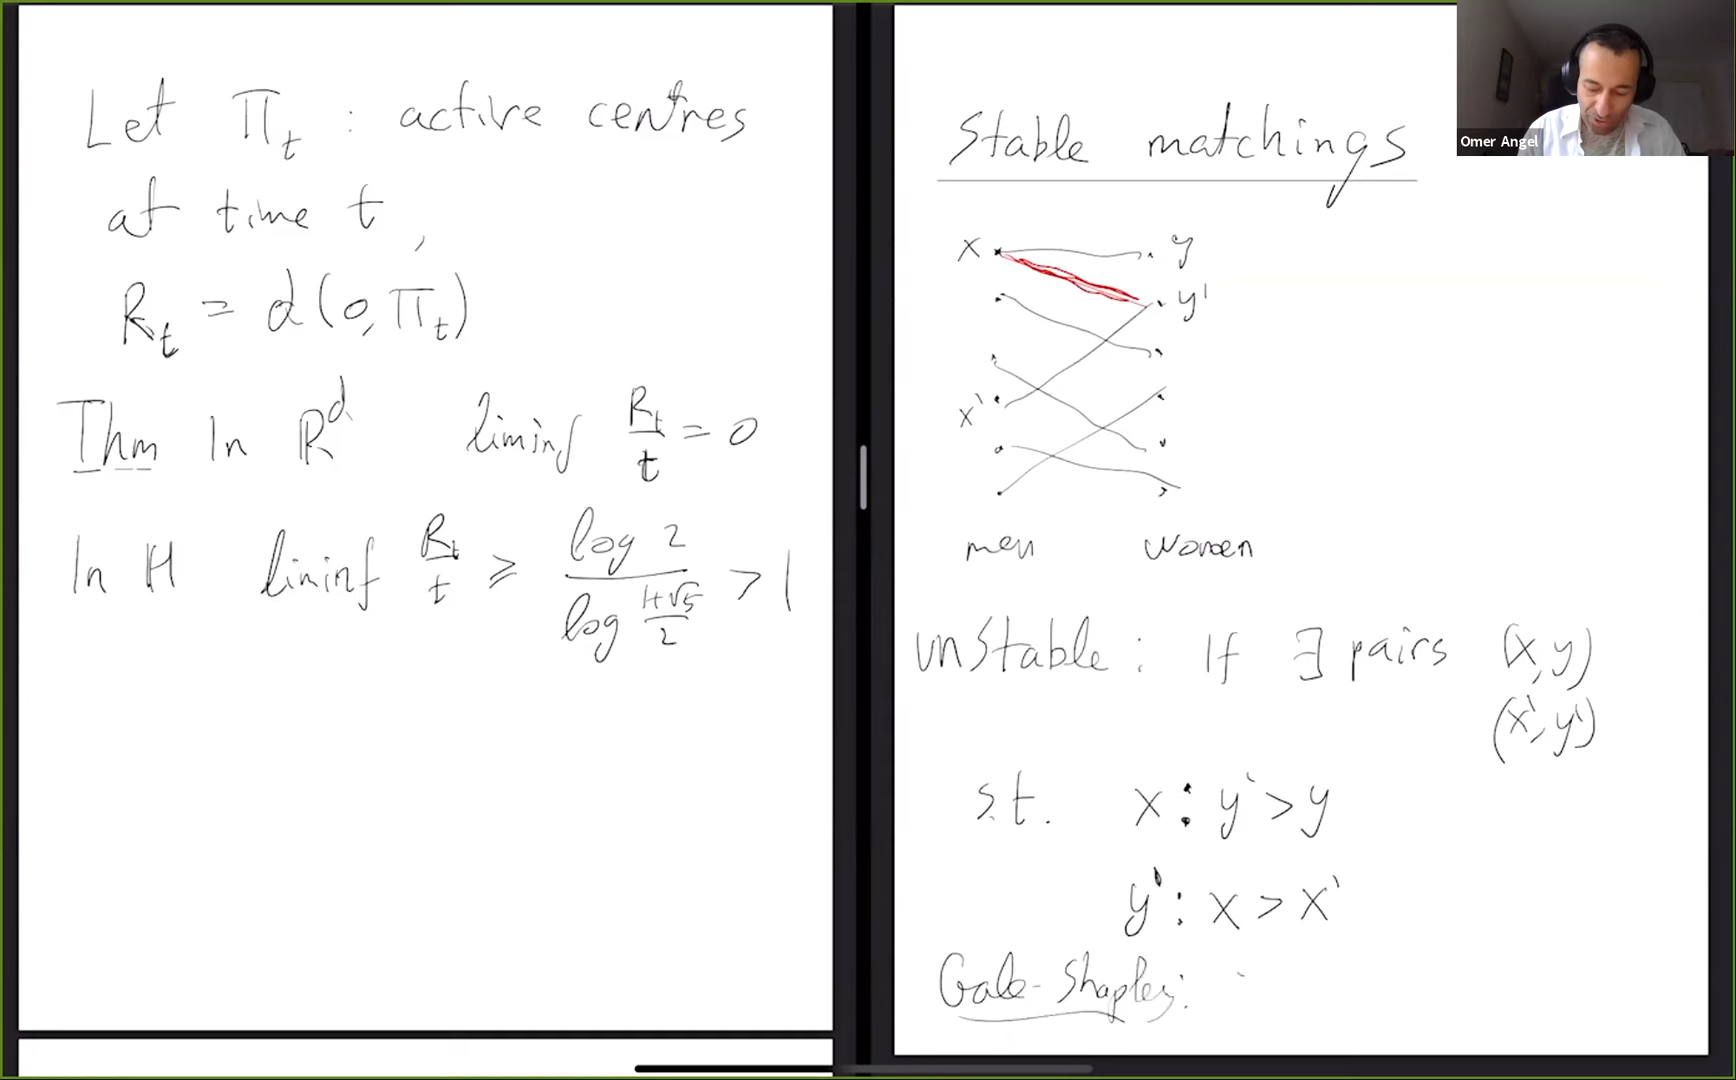 Let Π_t : active centres
at time t,
R_t = d(0, Π_t)
Thm In ℝ^d liminf R_t/t = 0
In H liminf R_t/t ≥ log 2 / log (1+√5)/2 > 1
Stable matchings
x y
y'
x'
men women
unstable: If ∃ pairs (x,y)
(x',y')
s.t. x : y' > y
y' : x > x'
Gale-Shapley:
Omer Angel